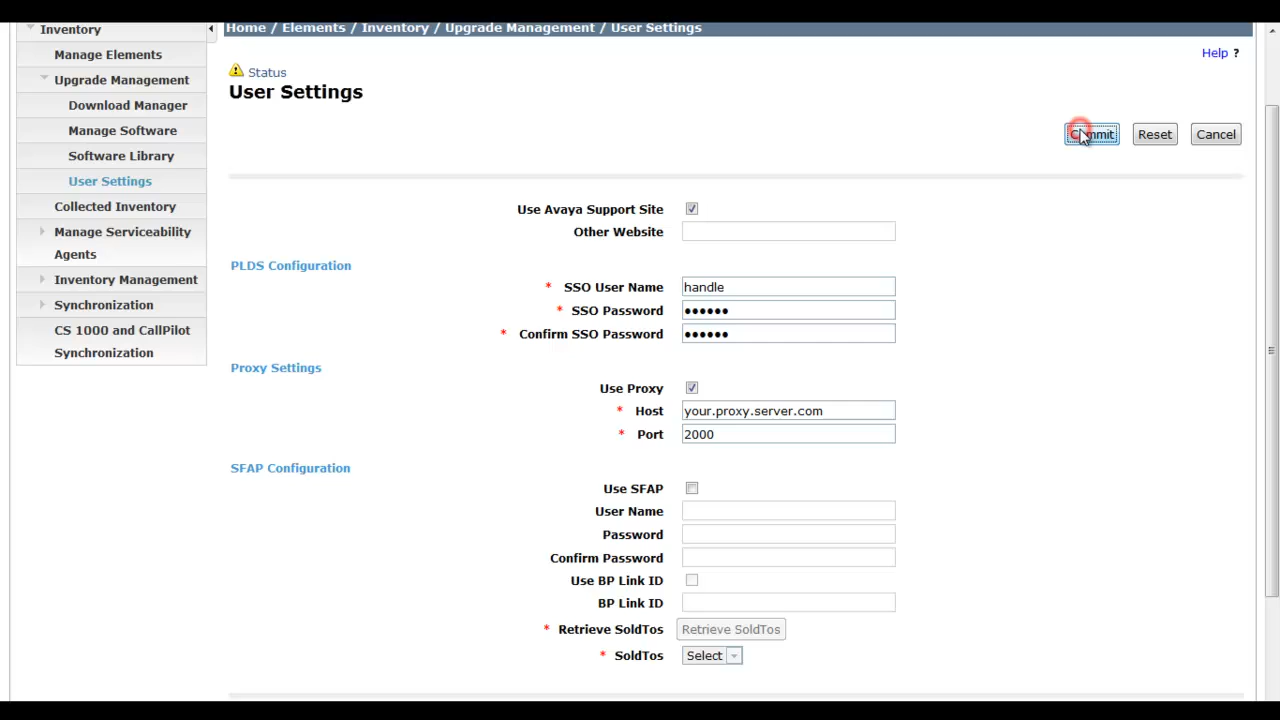 Inventory
Manage Elements
Upgrade Management
Download Manager
Manage Software
Software Library
User Settings
Collected Inventory
Manage Serviceability
Agents
Inventory Management
Synchronization
CS 1000 and CallPilot
Synchronization
Home / Elements / Inventory / Upgrade Management / User Settings
Help ?
Status
User Settings
Commit Reset Cancel
Use Avaya Support Site
Other Website
PLDS Configuration
* SSO User Name handle
* SSO Password ••••••
* Confirm SSO Password ••••••
Proxy Settings
Use Proxy
* Host your.proxy.server.com
* Port 2000
SFAP Configuration
Use SFAP
User Name
Password
Confirm Password
Use BP Link ID
BP Link ID
* Retrieve SoldTos Retrieve SoldTos
* SoldTos Select